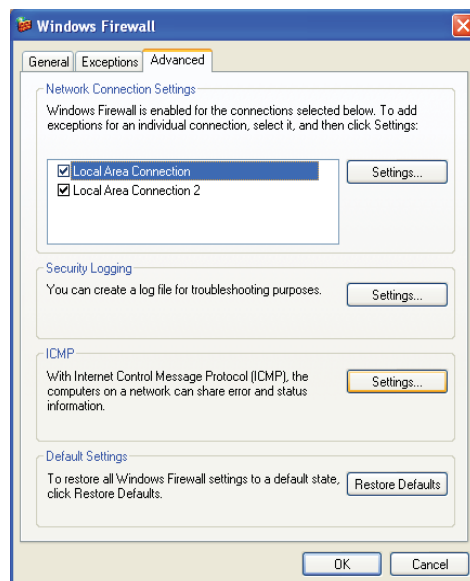 Windows Firewall
General
Exceptions
Advanced
Network Connection Settings
Windows Firewall is enabled for the connections selected below. To add
exceptions for an individual connection, select it, and then click Settings:
Local Area Connection
Local Area Connection 2
Settings...
Security Logging
You can create a log file for troubleshooting purposes.
Settings...
ICMP
With Internet Control Message Protocol (ICMP), the
computers on a network can share error and status
information.
Settings...
Default Settings
To restore all Windows Firewall settings to a default state,
click Restore Defaults.
Restore Defaults
OK
Cancel